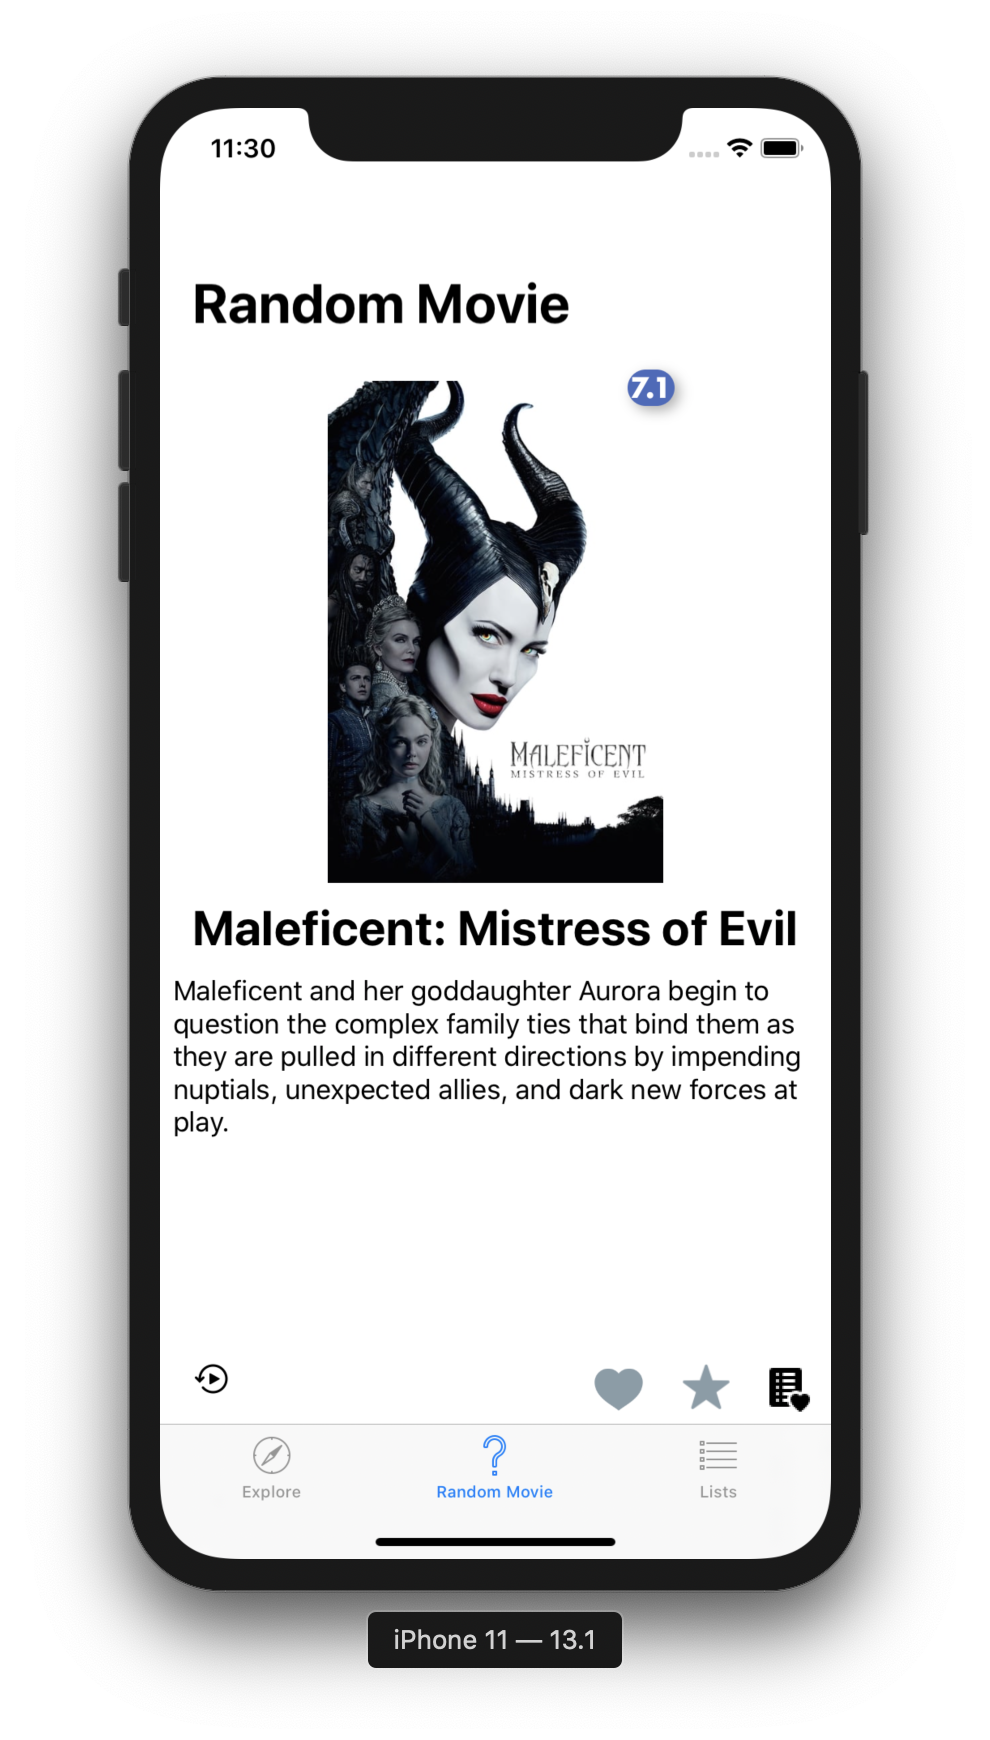 11:30
Random Movie
7.1
MALEFICENT
MISTRESS OF EVIL
Maleficent: Mistress of Evil
Maleficent and her goddaughter Aurora begin to
question the complex family ties that bind them as
they are pulled in different directions by impending
nuptials, unexpected allies, and dark new forces at
play.
Explore
Random Movie
Lists
iPhone 11 — 13.1